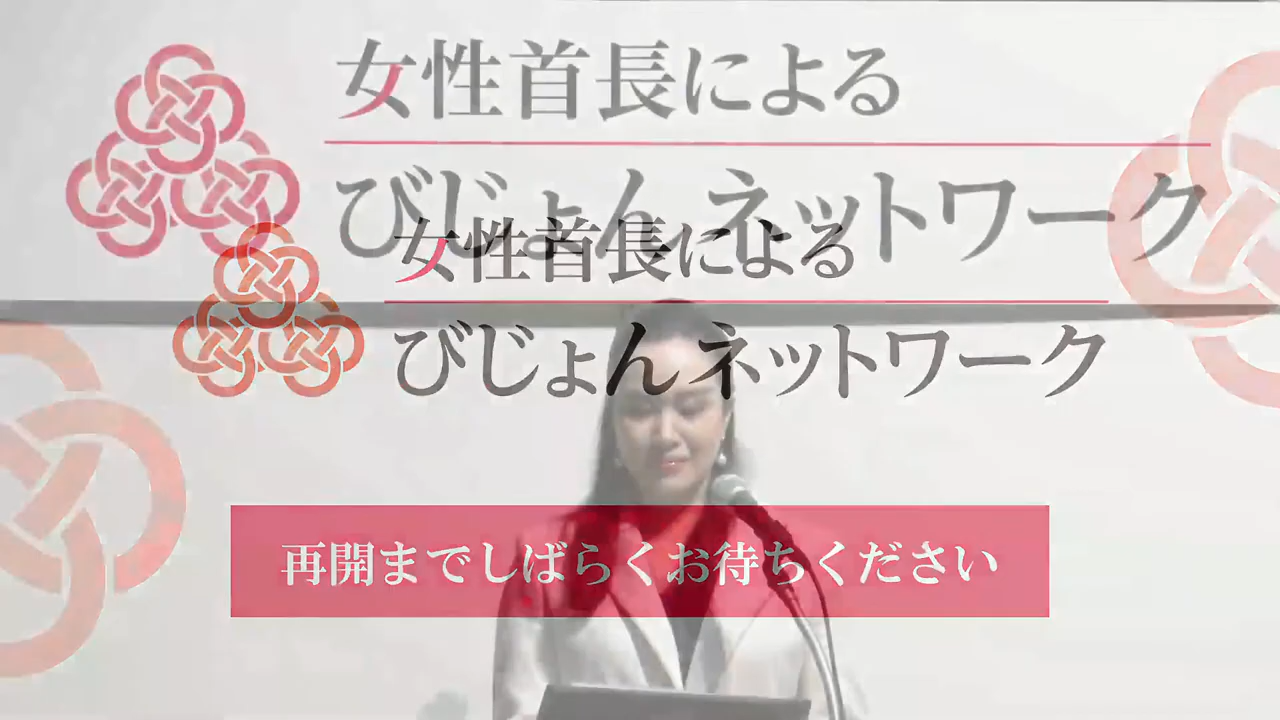 女性首長による
びじょんネットワーク
女性首長による
びじょんネットワーク
再開までしばらくお待ちください